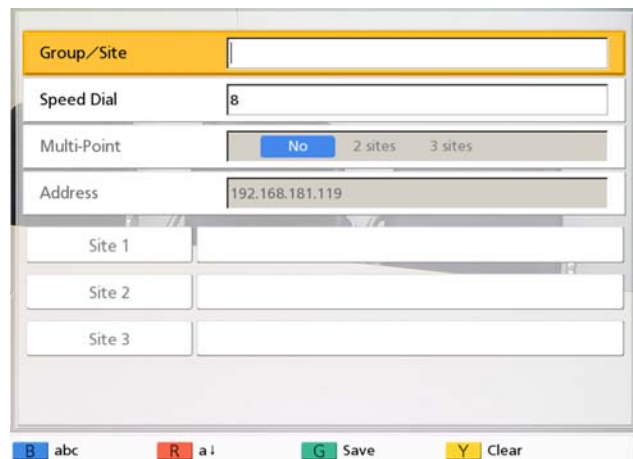 Group／Site
Speed Dial 8
Multi-Point No 2 sites 3 sites
Address 192.168.181.119
Site 1
Site 2
Site 3
B abc R a↓ G Save Y Clear